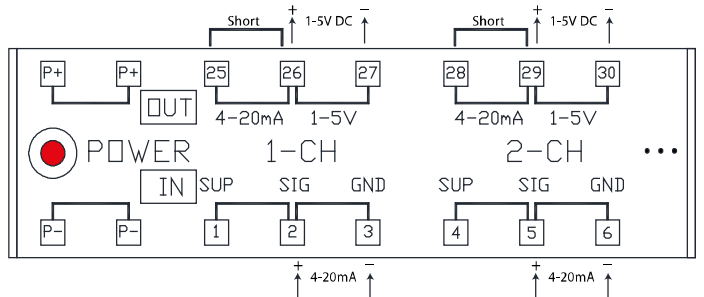 Short + 1-5V DC − Short + 1-5V DC −
P+ P+ 25 26 27 28 29 30
OUT 4-20mA 1-5V 4-20mA 1-5V
POWER 1-CH 2-CH ...
IN SUP SIG GND SUP SIG GND
P- P- 1 2 3 4 5 6
+ 4-20mA − + 4-20mA −